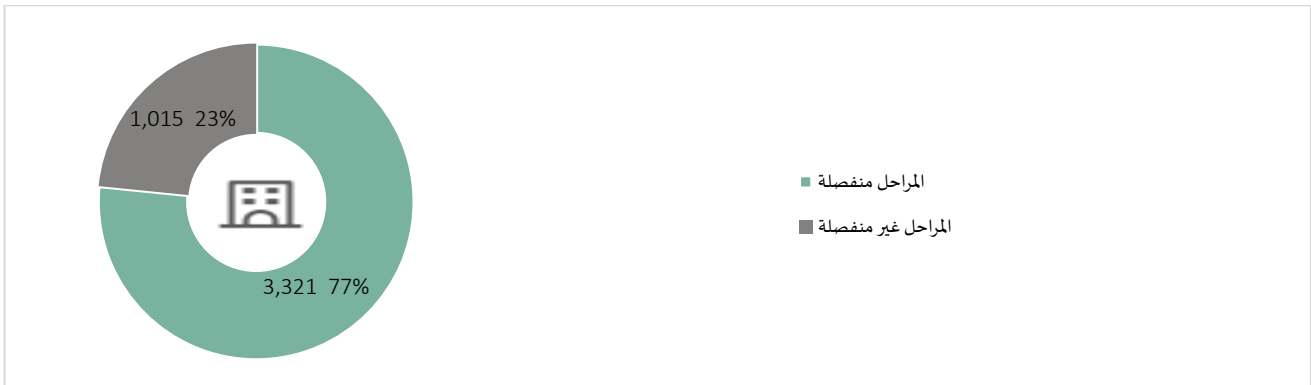 1,015 23%
3,321 77%
المراحل منفصلة
المراحل غير منفصلة